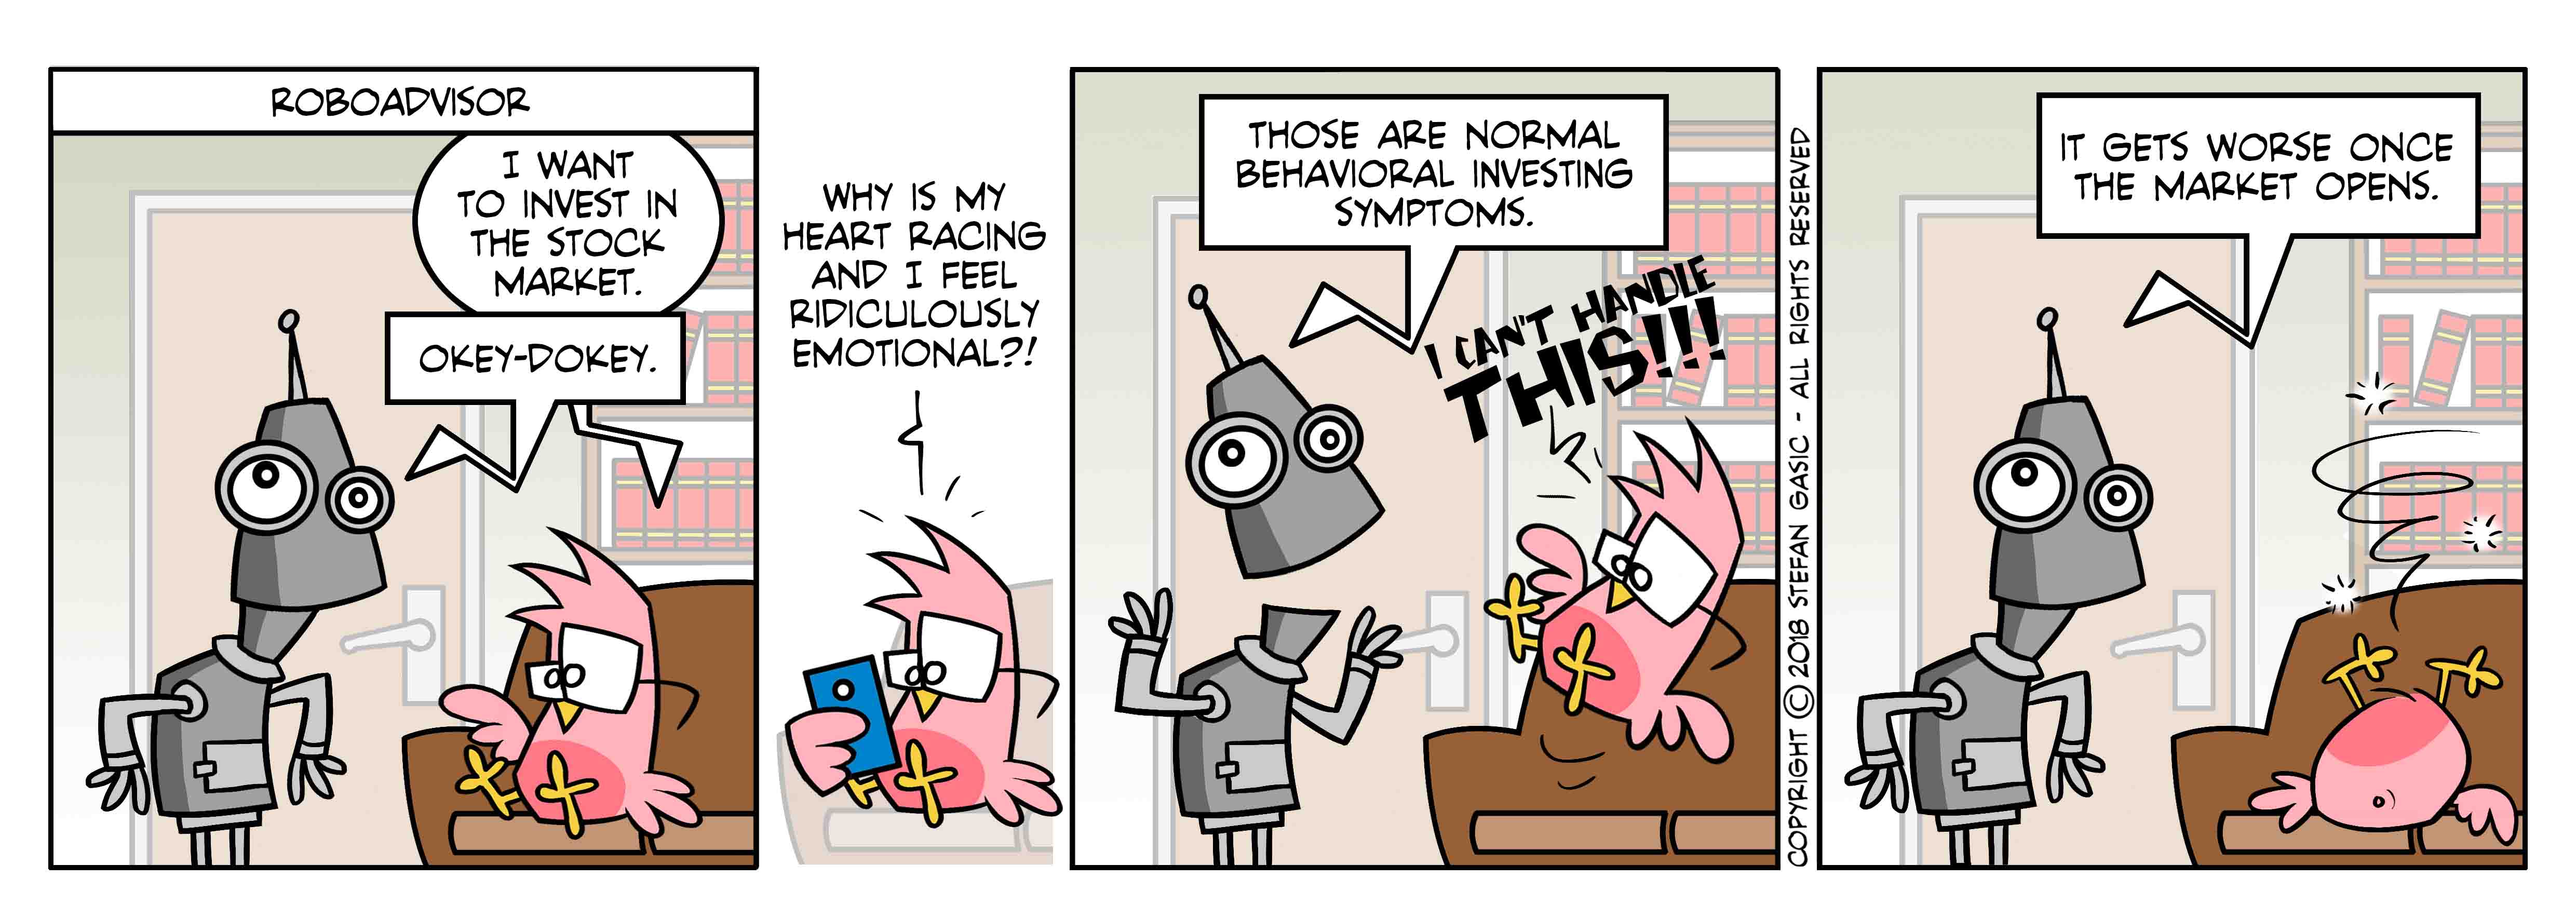 ROBOADVISOR
I WANT
TO INVEST IN
THE STOCK
MARKET.
OKEY-DOKEY.
WHY IS MY
HEART RACING
AND I FEEL
RIDICULOUSLY
EMOTIONAL?!
THOSE ARE NORMAL
BEHAVIORAL INVESTING
SYMPTOMS.
I CAN'T HANDLE
THIS!!!
COPYRIGHT © 2018 STEFAN GASIC - ALL RIGHTS RESERVED
IT GETS WORSE ONCE
THE MARKET OPENS.